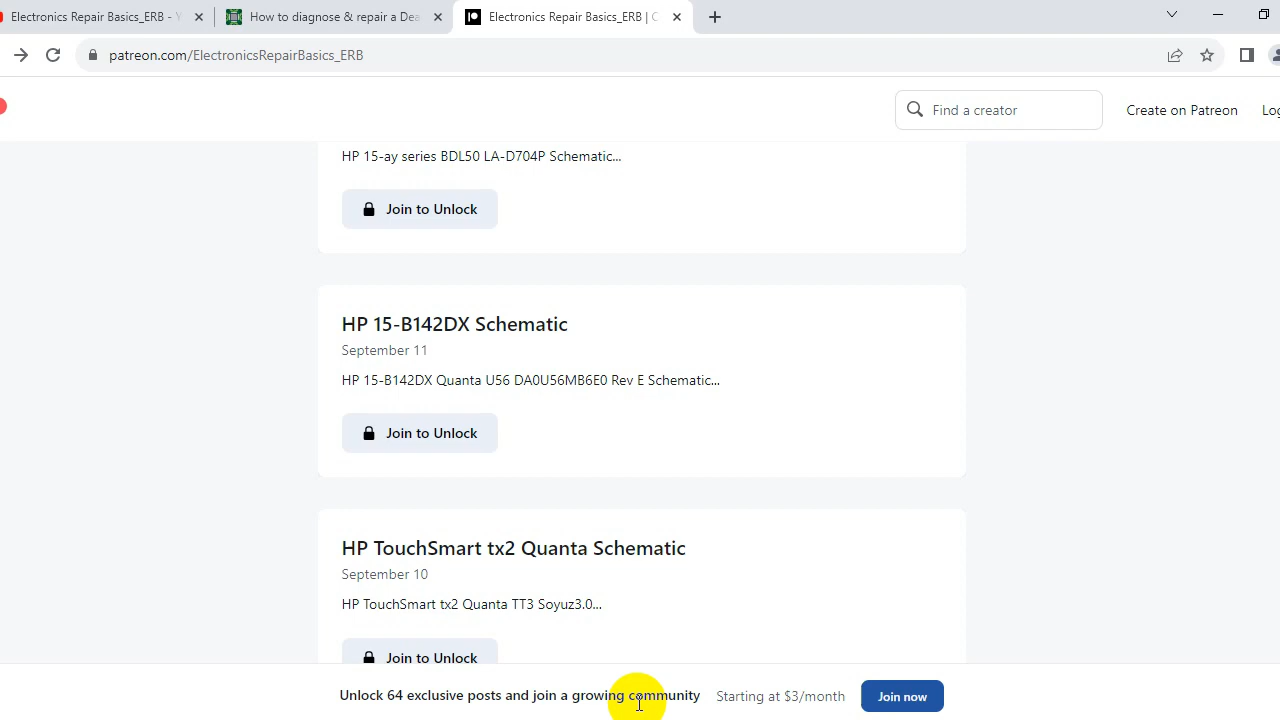 Electronics Repair Basics_ERB - Y
How to diagnose & repair a Dea
Electronics Repair Basics_ERB | C
patreon.com/ElectronicsRepairBasics_ERB
Find a creator
Create on Patreon
Log
HP 15-ay series BDL50 LA-D704P Schematic...
Join to Unlock
HP 15-B142DX Schematic
September 11
HP 15-B142DX Quanta U56 DA0U56MB6E0 Rev E Schematic...
Join to Unlock
HP TouchSmart tx2 Quanta Schematic
September 10
HP TouchSmart tx2 Quanta TT3 Soyuz3.0...
Join to Unlock
Unlock 64 exclusive posts and join a growing community Starting at $3/month Join now